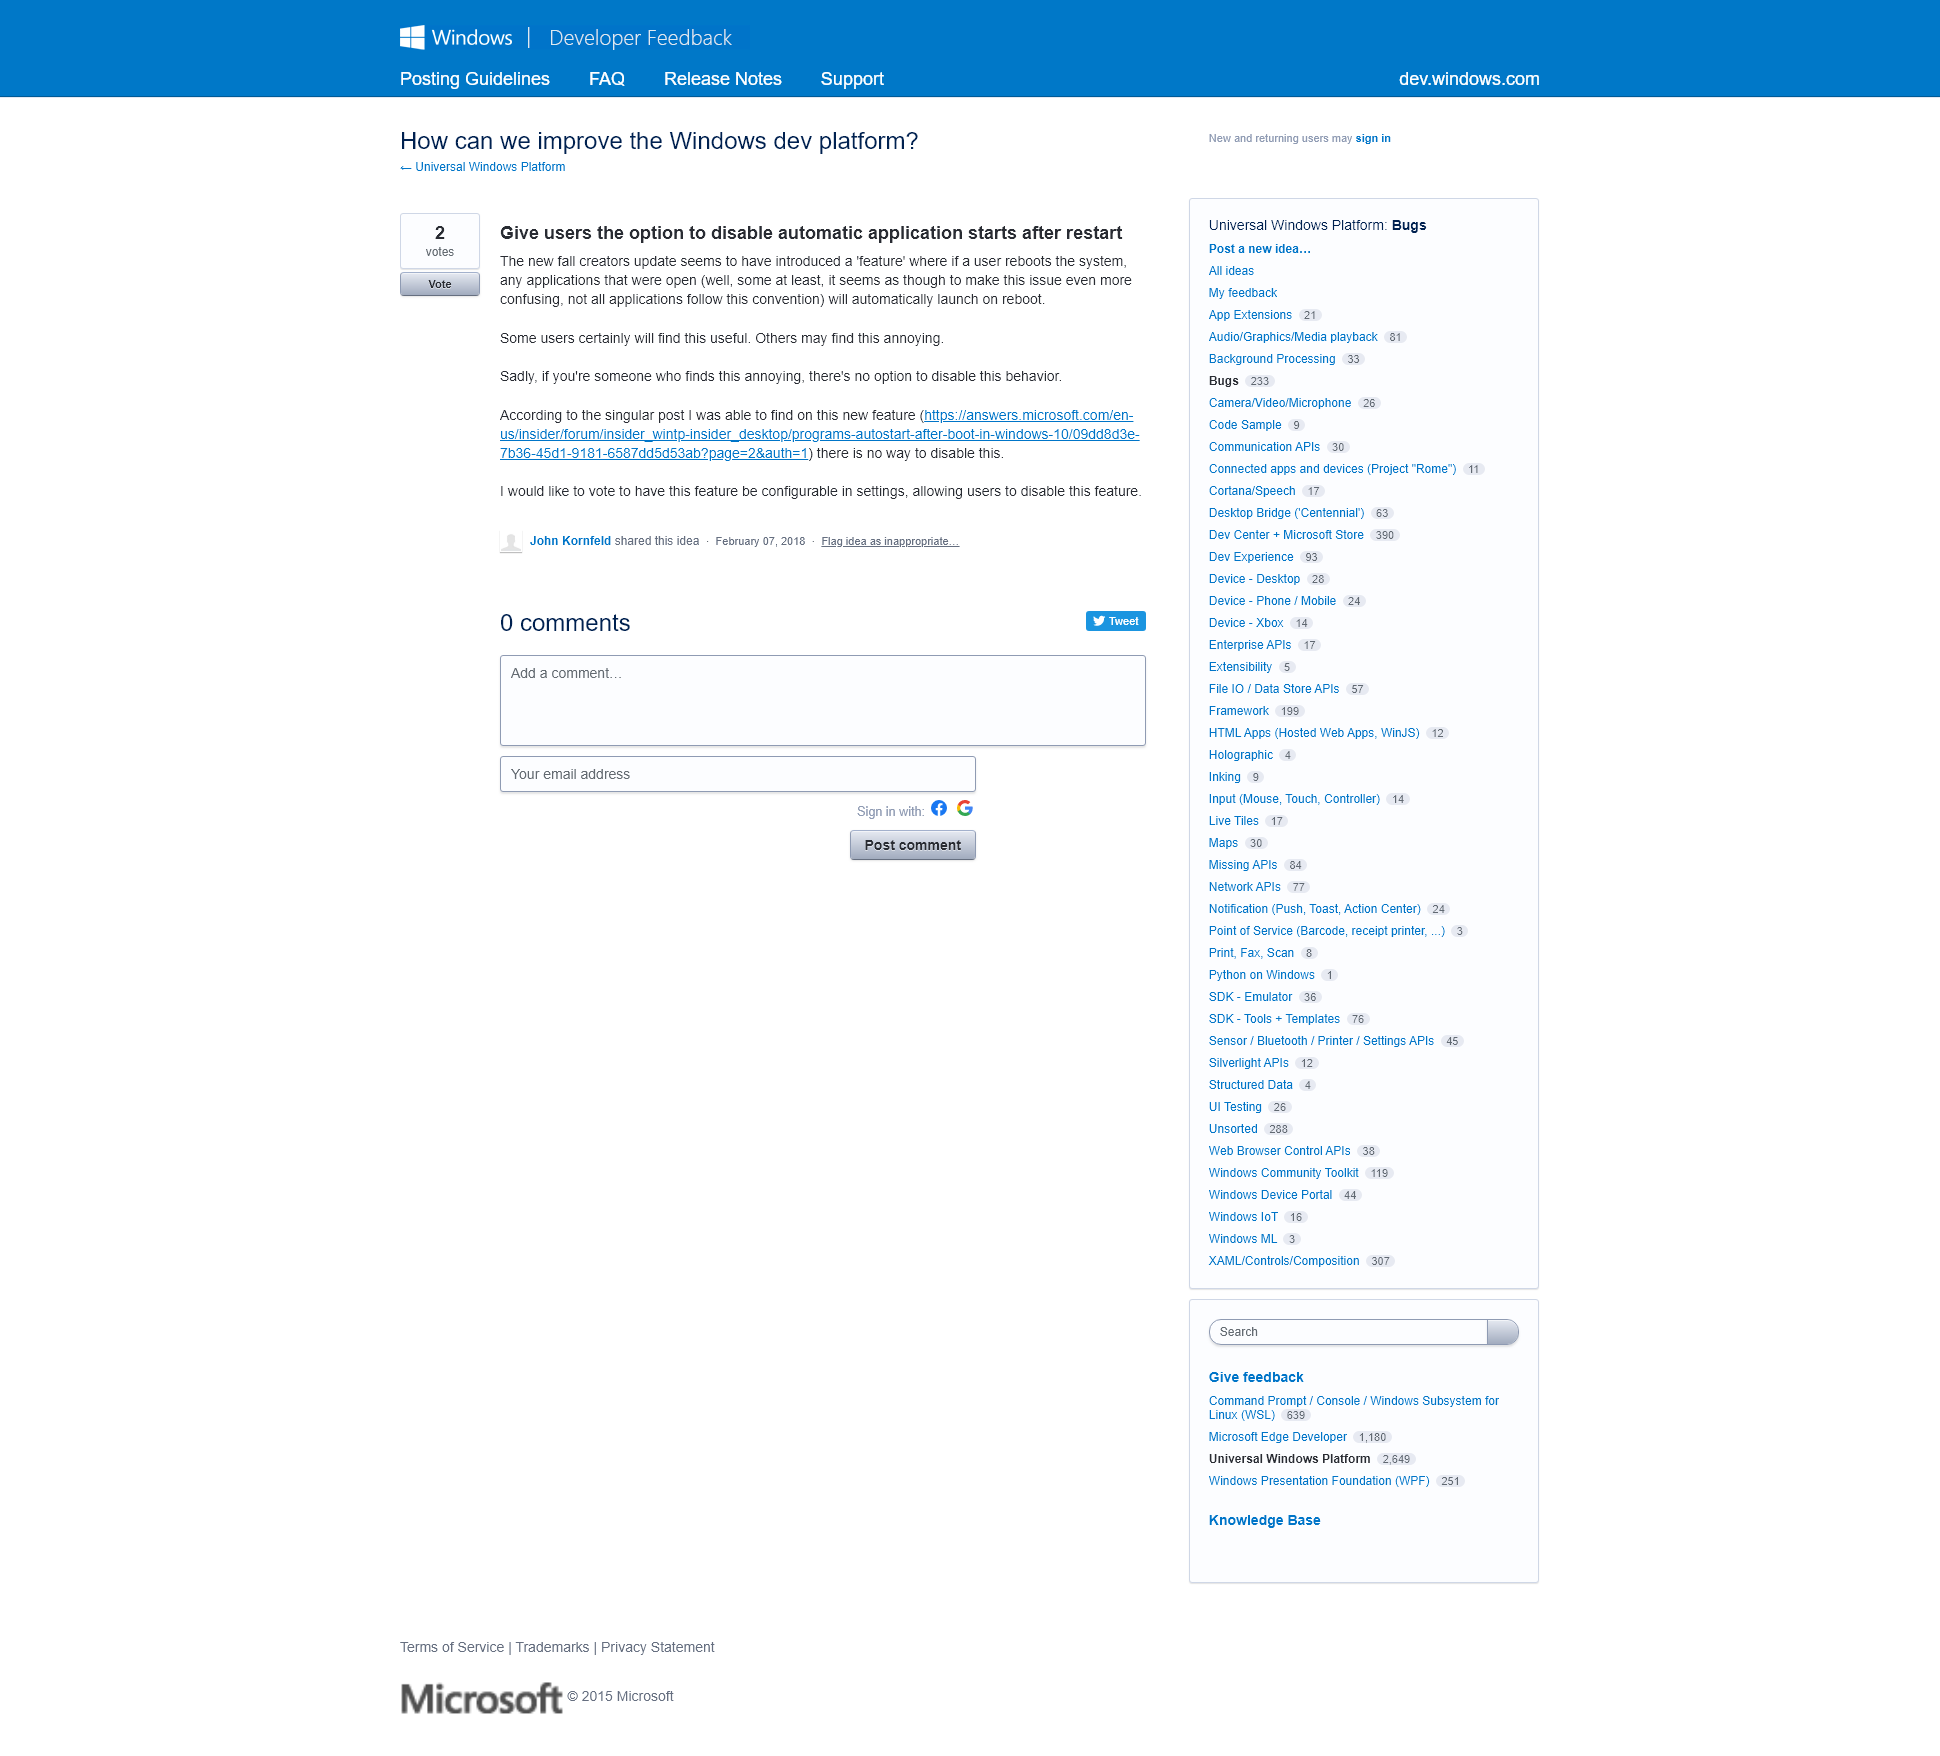 Windows | Developer Feedback
Posting Guidelines FAQ Release Notes Support dev.windows.com
How can we improve the Windows dev platform?
← Universal Windows Platform
New and returning users may sign in
2
votes
Vote
Give users the option to disable automatic application starts after restart
The new fall creators update seems to have introduced a 'feature' where if a user reboots the system,
any applications that were open (well, some at least, it seems as though to make this issue even more
confusing, not all applications follow this convention) will automatically launch on reboot.
Some users certainly will find this useful. Others may find this annoying.
Sadly, if you're someone who finds this annoying, there's no option to disable this behavior.
According to the singular post I was able to find on this new feature (https://answers.microsoft.com/en-
us/insider/forum/insider_wintp-insider_desktop/programs-autostart-after-boot-in-windows-10/09dd8d3e-
7b36-45d1-9181-6587dd5d53ab?page=2&auth=1) there is no way to disable this.
I would like to vote to have this feature be configurable in settings, allowing users to disable this feature.
John Kornfeld shared this idea · February 07, 2018 · Flag idea as inappropriate…
0 comments
Tweet
Add a comment…
Your email address
Sign in with:
Post comment
Universal Windows Platform: Bugs
Post a new idea…
All ideas
My feedback
App Extensions 21
Audio/Graphics/Media playback 81
Background Processing 33
Bugs 233
Camera/Video/Microphone 26
Code Sample 9
Communication APIs 30
Connected apps and devices (Project "Rome") 11
Cortana/Speech 17
Desktop Bridge ('Centennial') 63
Dev Center + Microsoft Store 390
Dev Experience 93
Device - Desktop 28
Device - Phone / Mobile 24
Device - Xbox 14
Enterprise APIs 17
Extensibility 5
File IO / Data Store APIs 57
Framework 199
HTML Apps (Hosted Web Apps, WinJS) 12
Holographic 4
Inking 9
Input (Mouse, Touch, Controller) 14
Live Tiles 17
Maps 30
Missing APIs 84
Network APIs 77
Notification (Push, Toast, Action Center) 24
Point of Service (Barcode, receipt printer, ...) 3
Print, Fax, Scan 8
Python on Windows 1
SDK - Emulator 36
SDK - Tools + Templates 76
Sensor / Bluetooth / Printer / Settings APIs 45
Silverlight APIs 12
Structured Data 4
UI Testing 26
Unsorted 288
Web Browser Control APIs 38
Windows Community Toolkit 119
Windows Device Portal 44
Windows IoT 16
Windows ML 3
XAML/Controls/Composition 307
Search
Give feedback
Command Prompt / Console / Windows Subsystem for
Linux (WSL) 639
Microsoft Edge Developer 1,180
Universal Windows Platform 2,649
Windows Presentation Foundation (WPF) 251
Knowledge Base
Terms of Service | Trademarks | Privacy Statement
Microsoft © 2015 Microsoft